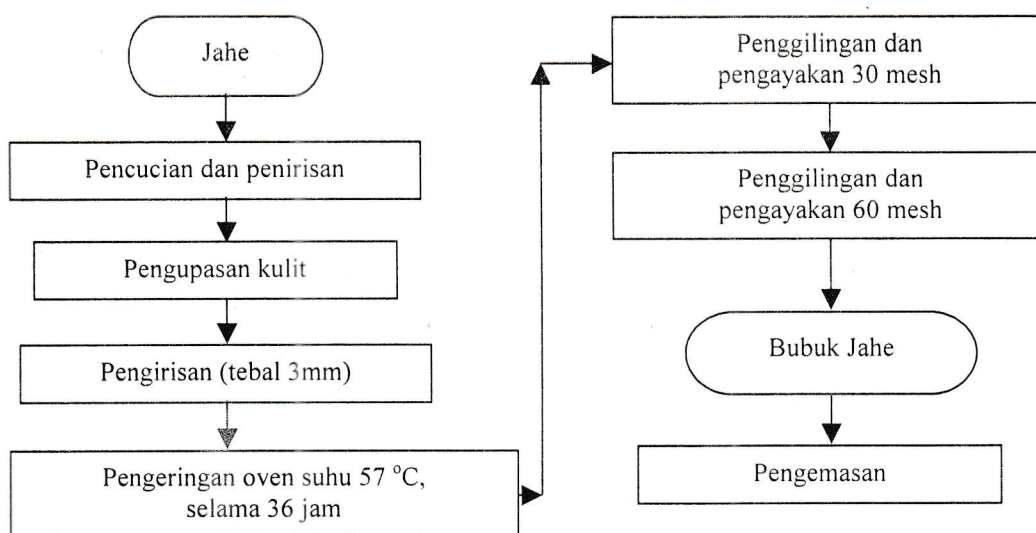 Jahe
Pencucian dan penirisan
Pengupasan kulit
Pengirisan (tebal 3mm)
Pengeringan oven suhu 57 °C,
selama 36 jam
Penggilingan dan
pengayakan 30 mesh
Penggilingan dan
pengayakan 60 mesh
Bubuk Jahe
Pengemasan